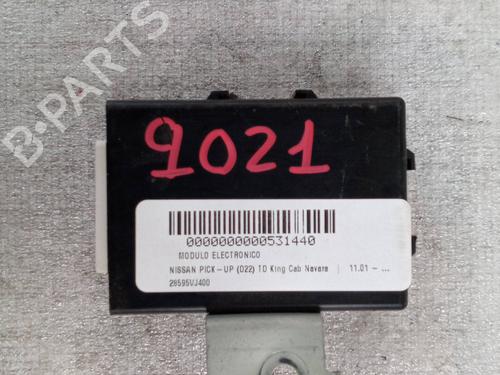 B-PARTS
9021
0000000000531440
MODULO ELECTRONICO
NISSAN PICK-UP (D22) TD King Cab Navara | 11.01 - ...
28595VJ400